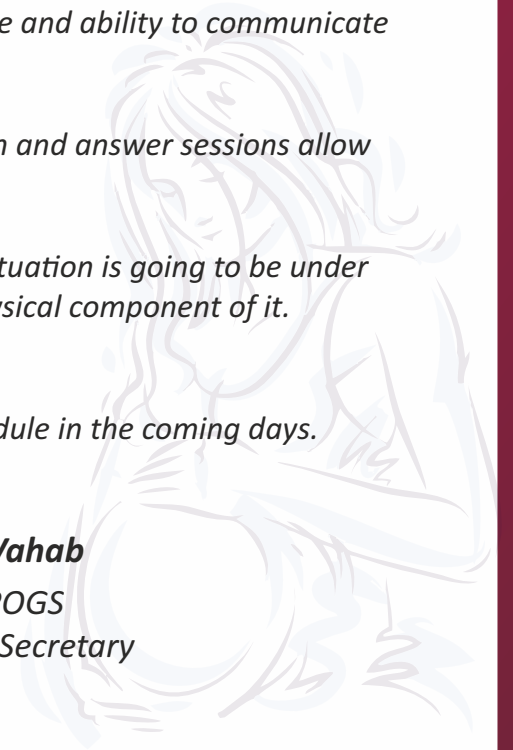 e and ability to communicate
n and answer sessions allow
tuation is going to be under
ysical component of it.
dule in the coming days.
Vahab
POGS
Secretary